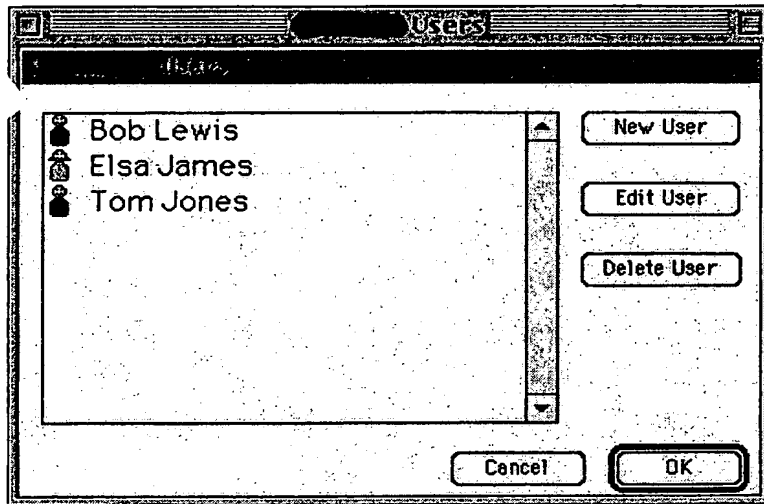 Users
Bob Lewis
Elsa James
Tom Jones
New User
Edit User
Delete User
Cancel
OK